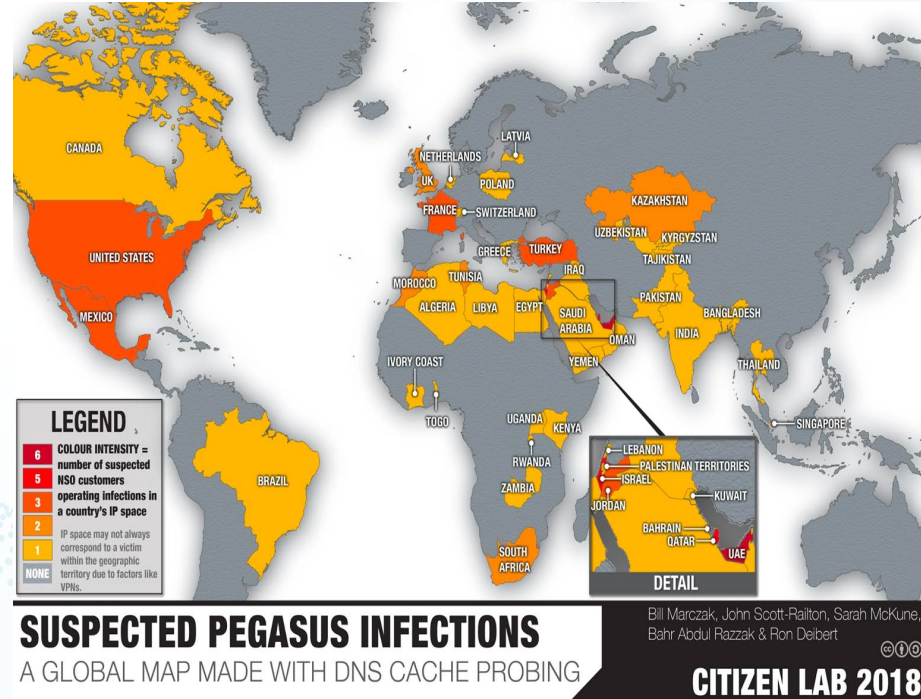 CANADA
UNITED STATES
MEXICO
BRAZIL
LATVIA
NETHERLANDS
UK
POLAND
FRANCE
SWITZERLAND
GREECE
TURKEY
KAZAKHSTAN
UZBEKISTAN
KYRGYZSTAN
TAJIKISTAN
IRAQ
MOROCCO
TUNISIA
ALGERIA
LIBYA
EGYPT
SAUDI
ARABIA
OMAN
YEMEN
PAKISTAN
INDIA
BANGLADESH
THAILAND
SINGAPORE
IVORY COAST
TOGO
UGANDA
KENYA
RWANDA
ZAMBIA
SOUTH
AFRICA
LEBANON
PALESTINAN TERRITORIES
ISRAEL
JORDAN
KUWAIT
BAHRAIN
QATAR
UAE
DETAIL
LEGEND
6
5
3
2
1
NONE
COLOUR INTENSITY =
number of suspected
NSO customers
operating infections in
a country's IP space
IP space may not always
correspond to a victim
within the geographic
territory due to factors like
VPNs.
SUSPECTED PEGASUS INFECTIONS
A GLOBAL MAP MADE WITH DNS CACHE PROBING
Bill Marczak, John Scott-Railton, Sarah McKune,
Bahr Abdul Razzak & Ron Deibert
CITIZEN LAB 2018